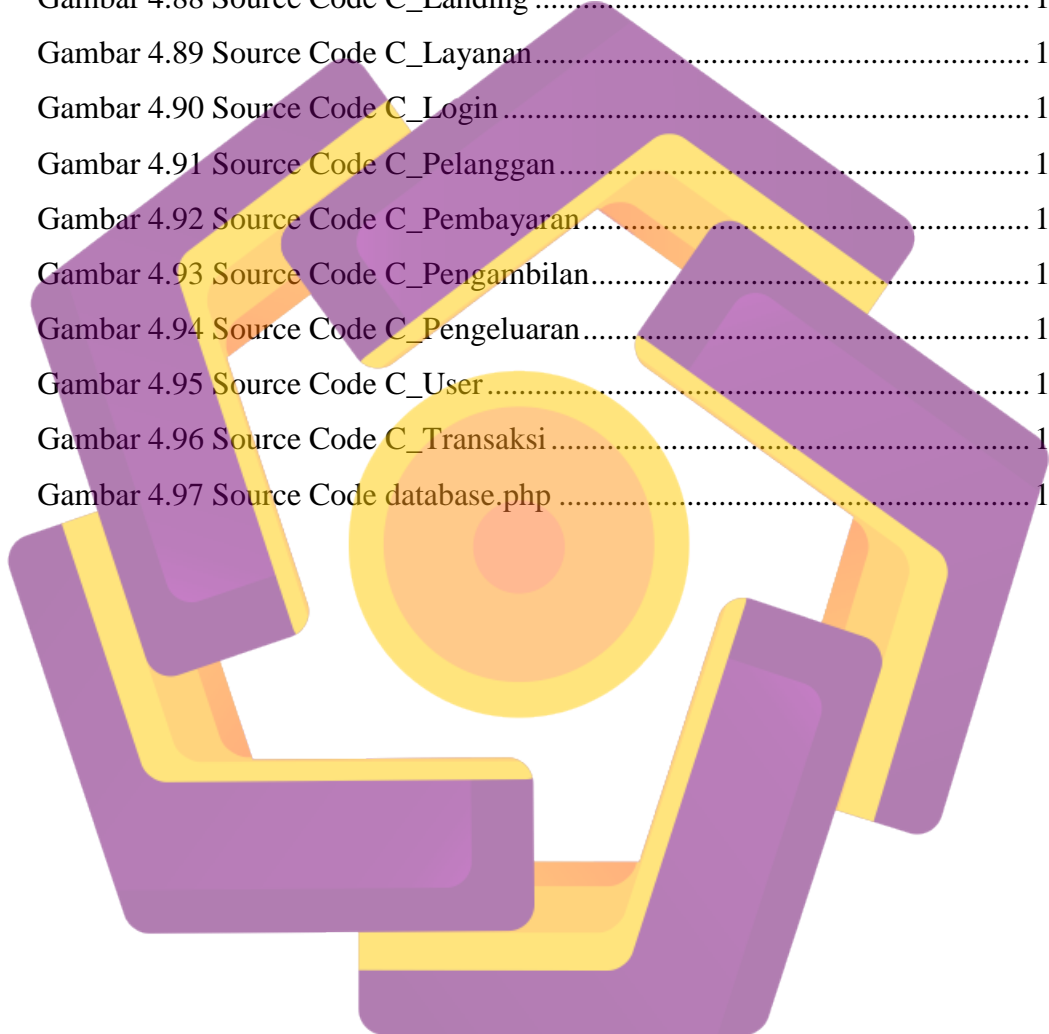 Gambar 4.88 Source Code C_Landing ........................................................... 1
Gambar 4.89 Source Code C_Layanan ........................................................... 1
Gambar 4.90 Source Code C_Login ........................................................... 1
Gambar 4.91 Source Code C_Pelanggan ........................................................... 1
Gambar 4.92 Source Code C_Pembayaran ........................................................... 1
Gambar 4.93 Source Code C_Pengambilan ........................................................... 1
Gambar 4.94 Source Code C_Pengeluaran ........................................................... 1
Gambar 4.95 Source Code C_User ........................................................... 1
Gambar 4.96 Source Code C_Transaksi ........................................................... 1
Gambar 4.97 Source Code database.php ........................................................... 1